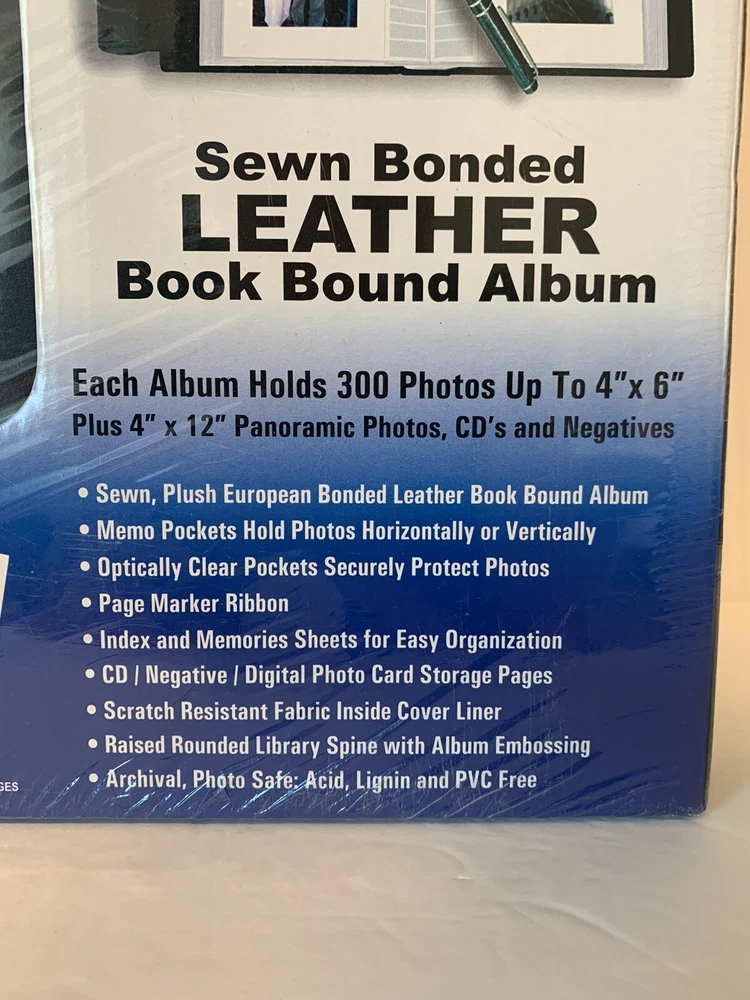 Sewn Bonded
LEATHER
Book Bound Album
Each Album Holds 300 Photos Up To 4"x 6"
Plus 4" x 12" Panoramic Photos, CD's and Negatives
• Sewn, Plush European Bonded Leather Book Bound Album
• Memo Pockets Hold Photos Horizontally or Vertically
• Optically Clear Pockets Securely Protect Photos
• Page Marker Ribbon
• Index and Memories Sheets for Easy Organization
• CD / Negative / Digital Photo Card Storage Pages
• Scratch Resistant Fabric Inside Cover Liner
• Raised Rounded Library Spine with Album Embossing
• Archival, Photo Safe: Acid, Lignin and PVC Free